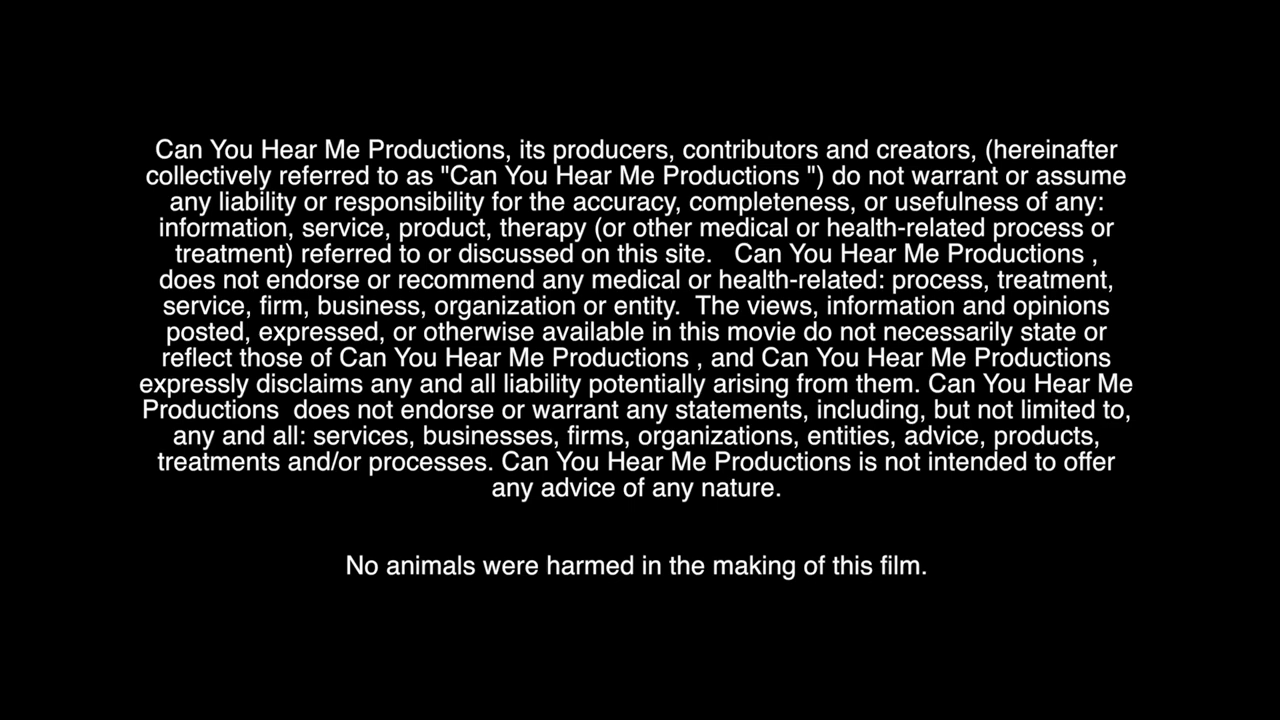 Can You Hear Me Productions, its producers, contributors and creators, (hereinafter
collectively referred to as "Can You Hear Me Productions ") do not warrant or assume
any liability or responsibility for the accuracy, completeness, or usefulness of any:
information, service, product, therapy (or other medical or health-related process or
treatment) referred to or discussed on this site.   Can You Hear Me Productions ,
does not endorse or recommend any medical or health-related: process, treatment,
service, firm, business, organization or entity.  The views, information and opinions
posted, expressed, or otherwise available in this movie do not necessarily state or
reflect those of Can You Hear Me Productions , and Can You Hear Me Productions
expressly disclaims any and all liability potentially arising from them. Can You Hear Me
Productions  does not endorse or warrant any statements, including, but not limited to,
any and all: services, businesses, firms, organizations, entities, advice, products,
treatments and/or processes. Can You Hear Me Productions is not intended to offer
any advice of any nature.
No animals were harmed in the making of this film.